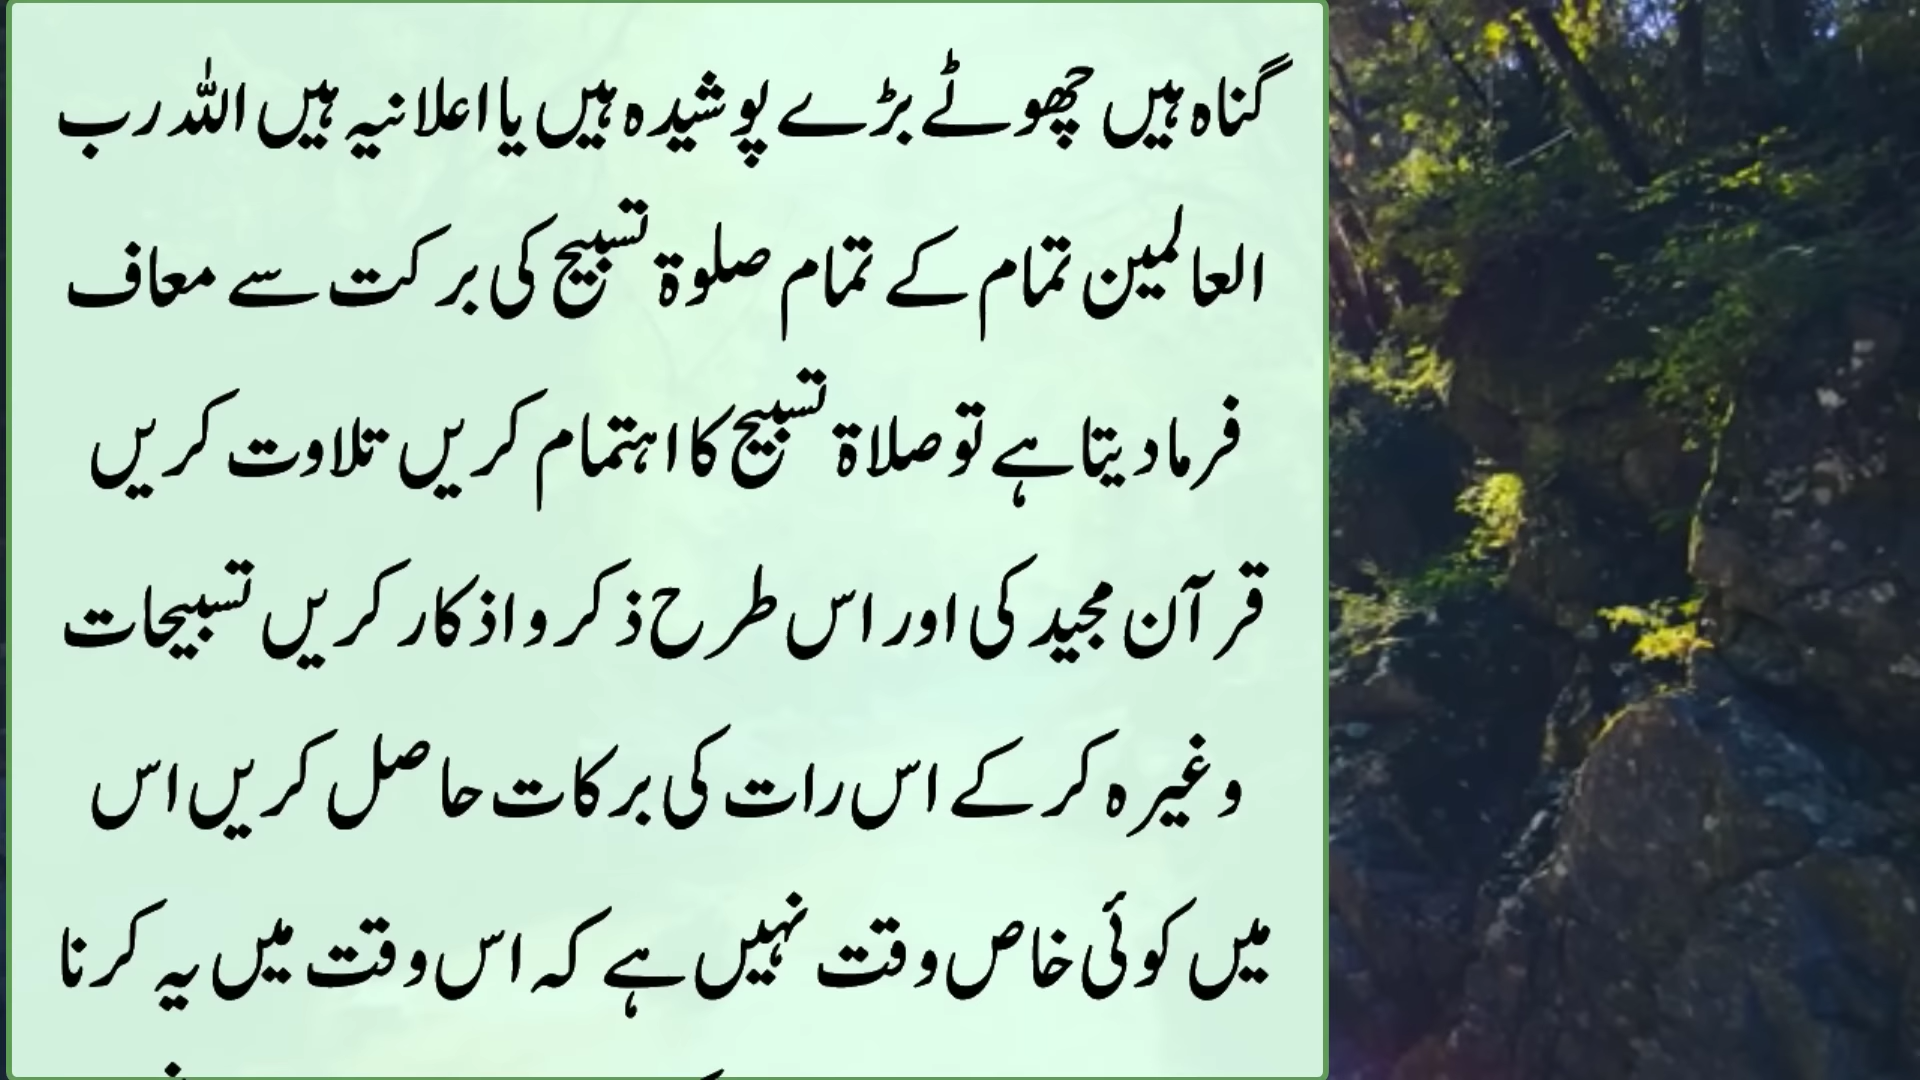 گناہ ہیں چھوٹے بڑے پوشیدہ ہیں یا اعلانیہ ہیں اللہ رب
العالمین تمام کے تمام صلوۃ تسبیح کی برکت سے معاف
فرما دیتا ہے تو صلاۃ تسبیح کا اہتمام کریں تلاوت کریں
قرآن مجید کی اور اس طرح ذکر و اذکار کریں تسبیحات
وغیرہ کر کے اس رات کی برکات حاصل کریں اس
میں کوئی خاص وقت نہیں ہے کہ اس وقت میں یہ کرنا